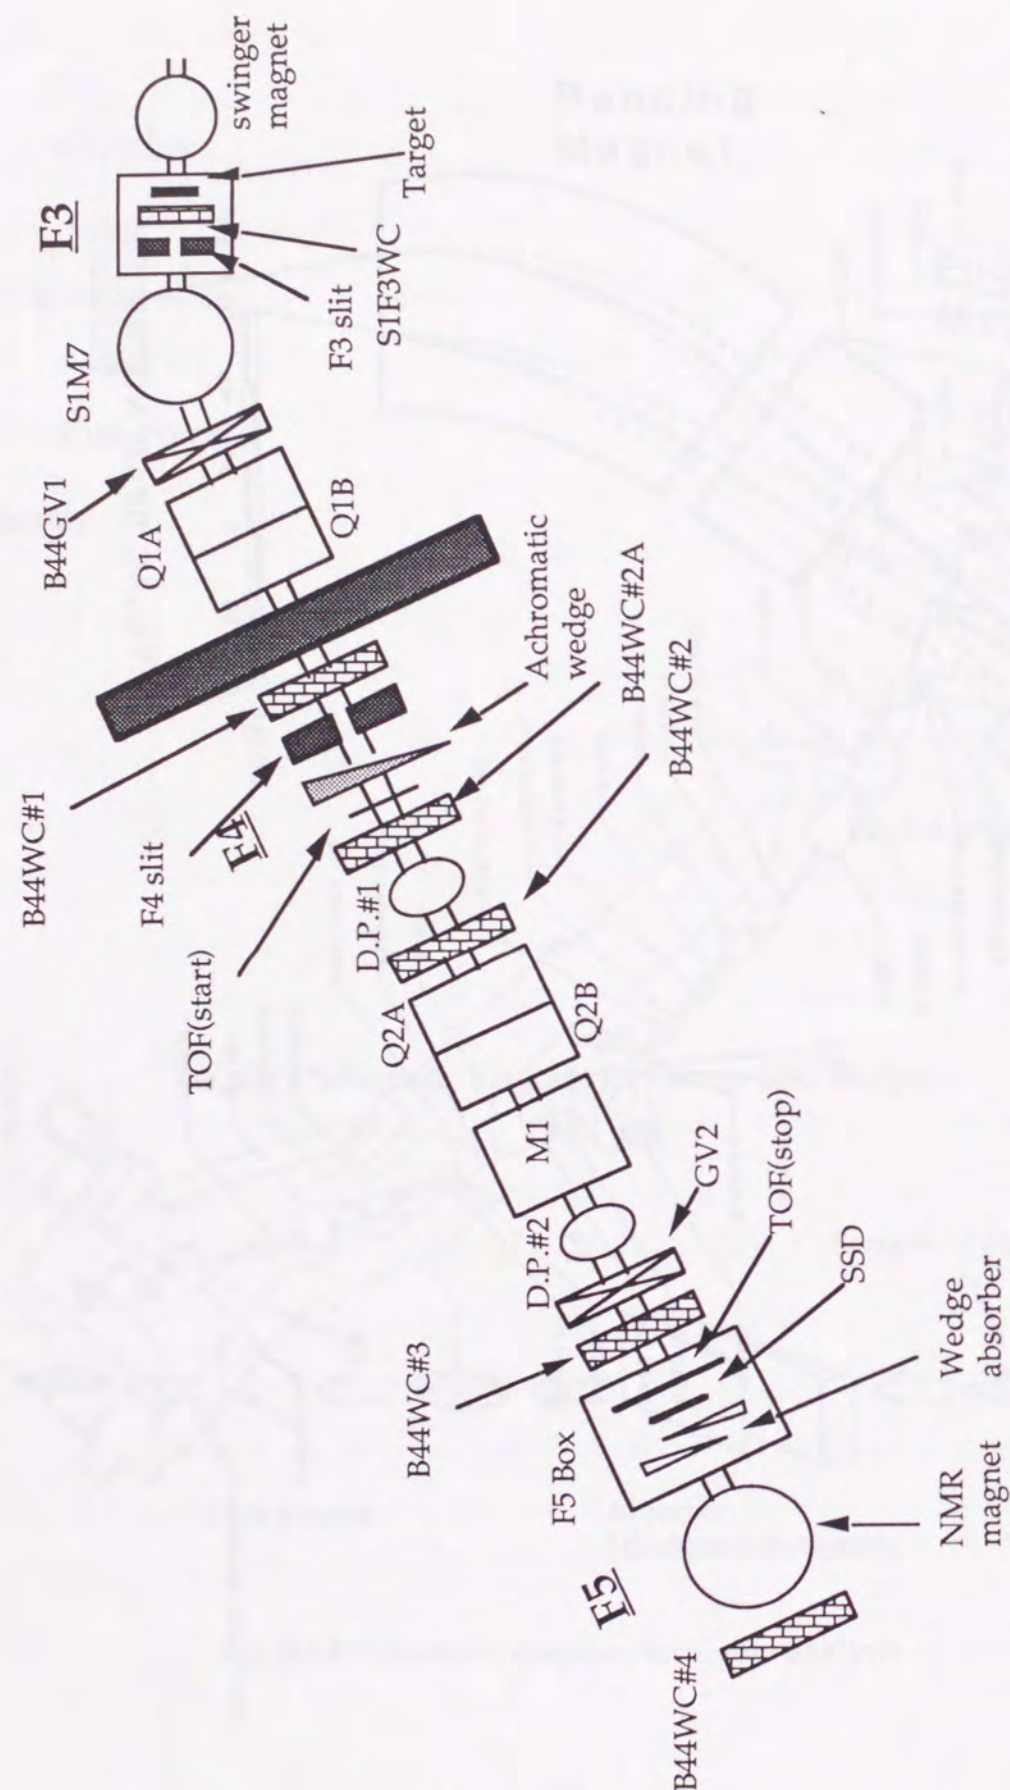 F3
swinger
magnet
Target
S1F3WC
F3 slit
S1M7
B44GV1
Q1A
Q1B
B44WC#1
F4 slit
F4
TOF(start)
Achromatic
wedge
B44WC#2A
B44WC#2
D.P.#1
Q2A
Q2B
M1
D.P.#2
GV2
TOF(stop)
SSD
Wedge
absorber
B44WC#3
F5 Box
NMR
magnet
F5
B44WC#4